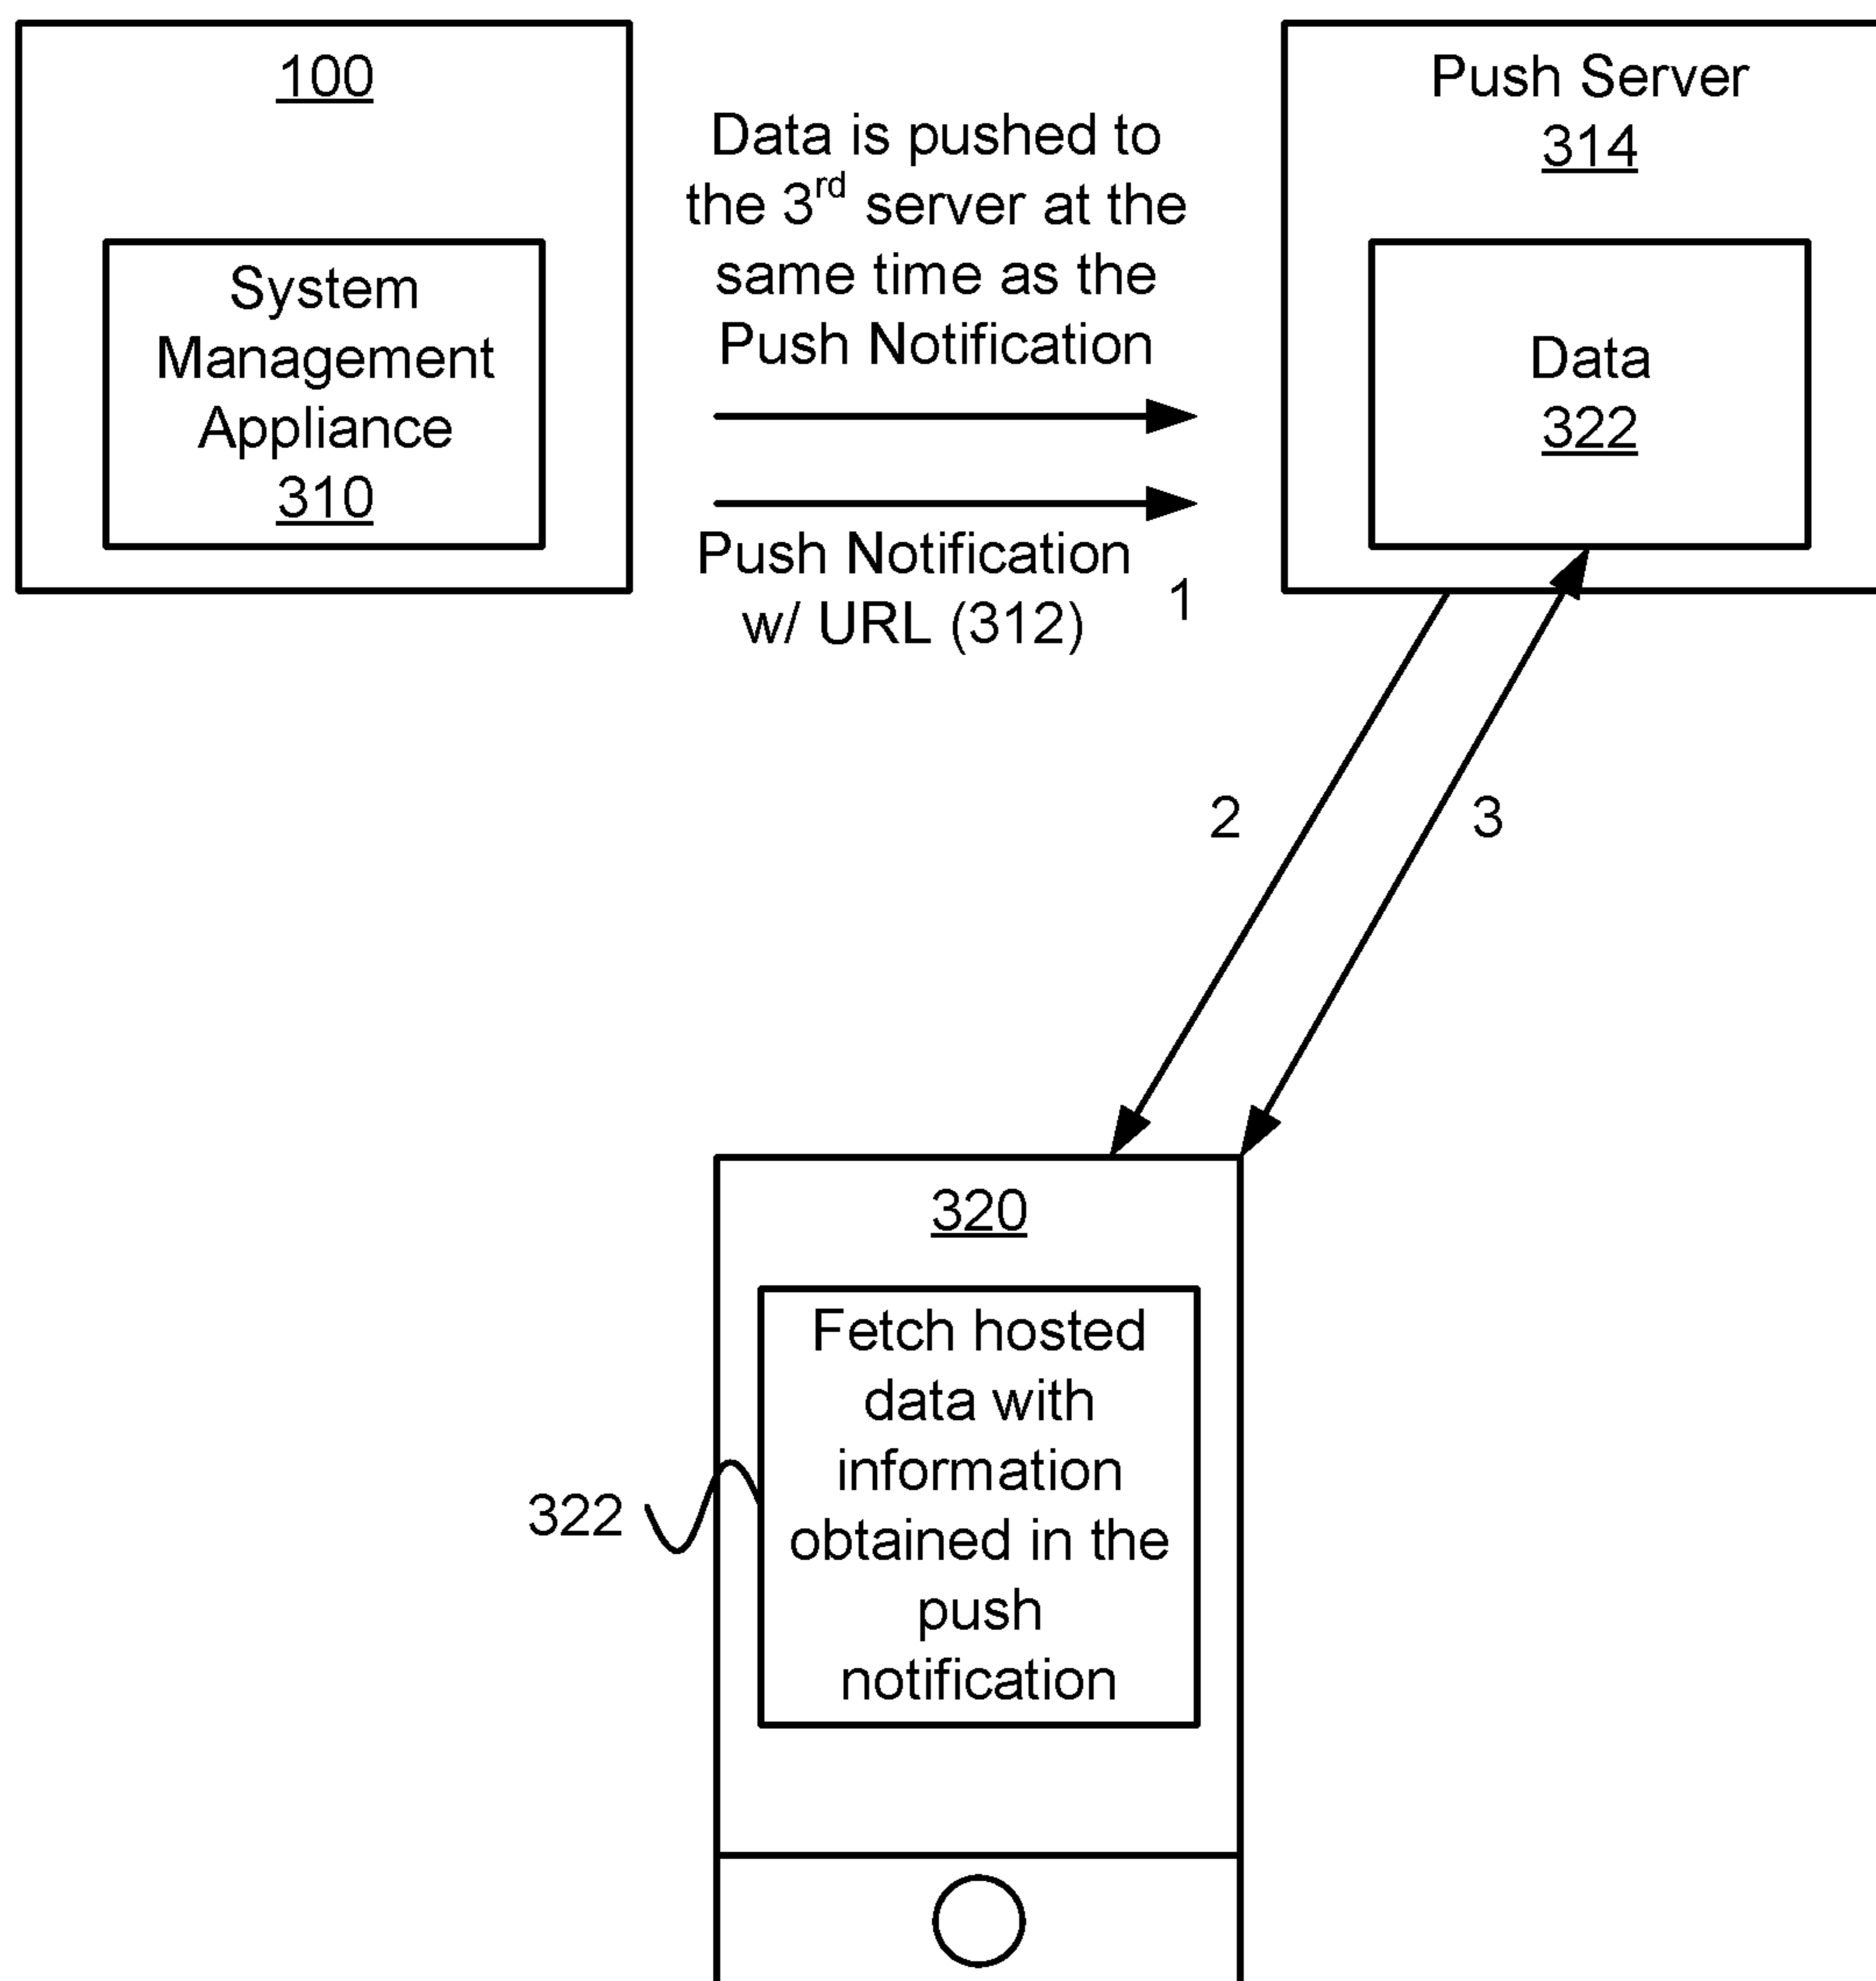 100
System
Management
Appliance
310
Data is pushed to
the 3rd server at the
same time as the
Push Notification
Push Notification
w/ URL (312)
1
Push Server
314
Data
322
2
3
320
Fetch hosted
data with
information
obtained in the
push
notification
322